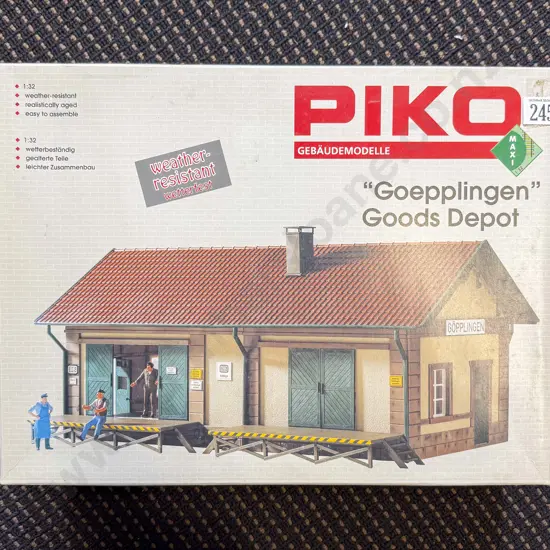 1:32
weather-resistant
realistically aged
easy to assemble
1:32
wetterbeständig
gealterte Teile
leichter Zusammenbau
weather-
resistant
wetterfest
PIKO
GEBÄUDEMODELLE
MAXI
245
"Goepplingen"
Goods Depot
GÖPPLINGEN